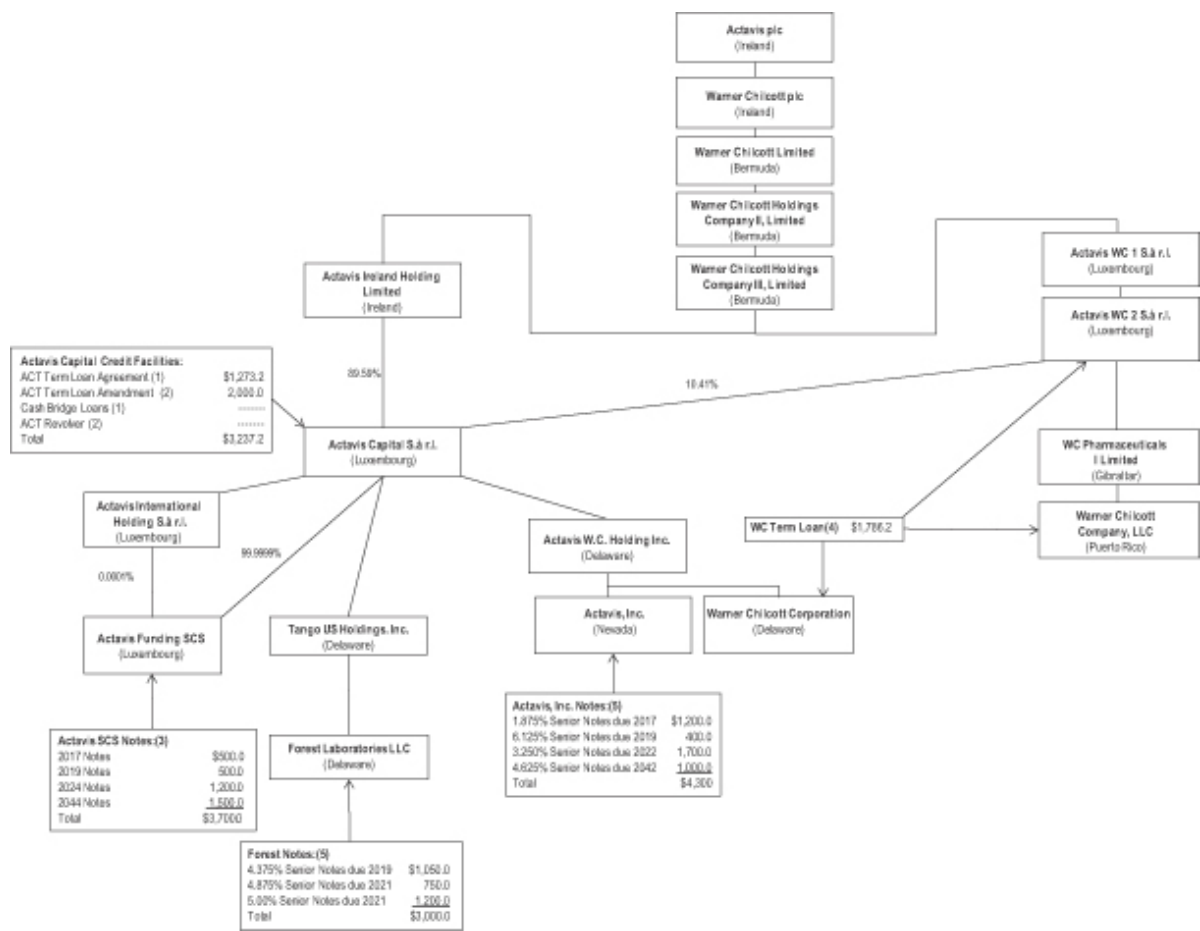 Actavis plc
(Ireland)
Warner Chilcott plc
(Ireland)
Warner Chilcott Limited
(Bermuda)
Warner Chilcott Holdings
Company II, Limited
(Bermuda)
Warner Chilcott Holdings
Company III, Limited
(Bermuda)
Actavis WC 1 S.à r.l.
(Luxembourg)
Actavis WC 2 S.à r.l.
(Luxembourg)
Actavis Ireland Holding
Limited
(Ireland)
89.59%
10.41%
Actavis Capital Credit Facilities:
ACT Term Loan Agreement (1) $1,273.2
ACT Term Loan Amendment (2) 2,000.0
Cash Bridge Loans (1) -------
ACT Revolver (2) -------
Total $3,237.2
Actavis Capital S.à r.l.
(Luxembourg)
WC Pharmaceuticals
I Limited
(Gibraltar)
Actavis International
Holding S.à r.l.
(Luxembourg)
Actavis W.C. Holding Inc.
(Delaware)
WC Term Loan(4) $1,786.2
Warner Chilcott
Company, LLC
(Puerto Rico)
99.9999%
0.0001%
Actavis Funding SCS
(Luxembourg)
Tango US Holdings. Inc.
(Delaware)
Actavis, Inc.
(Nevada)
Warner Chilcott Corporation
(Delaware)
Actavis SCS Notes:(3)
2017 Notes $500.0
2019 Notes 500.0
2024 Notes 1,200.0
2044 Notes 1,500.0
Total $3,7000
Forest Laboratories LLC
(Delaware)
Actavis, Inc. Notes:(5)
1.875% Senior Notes due 2017 $1,200.0
6.125% Senior Notes due 2019 400.0
3.250% Senior Notes due 2022 1,700.0
4.625% Senior Notes due 2042 1,000.0
Total $4,300
Forest Notes:(5)
4.375% Senior Notes due 2019 $1,050.0
4.875% Senior Notes due 2021 750.0
5.00% Senior Notes due 2021 1,200.0
Total $3,000.0